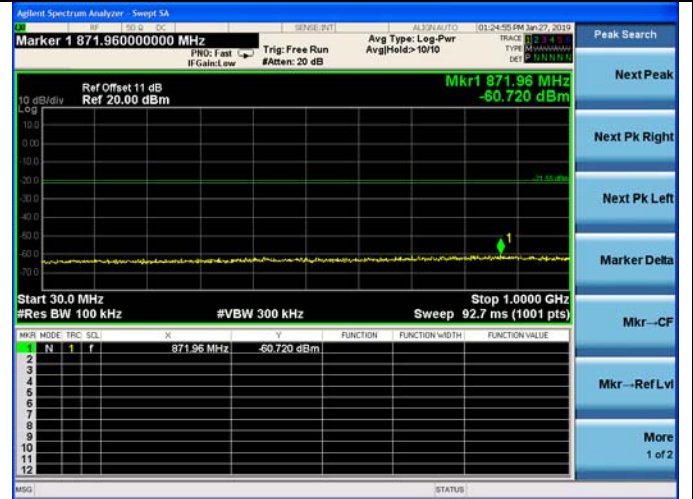 Agilent Spectrum Analyzer - Swept SA
RF 50 Ω DC SENSE:INT ALIGNAUTO 01:24:55 PM Jan 27, 2019
Marker 1 871.960000000 MHz
PNO: Fast
IFGain:Low
Trig: Free Run
#Atten: 20 dB
Avg Type: Log-Pwr
Avg|Hold:>10/10
TRACE 1 2 3 4 5 6
TYPE M
DET P N N N N N
Peak Search
Next Peak
Next Pk Right
Next Pk Left
Marker Delta
Mkr→CF
Mkr→Ref Lvl
More
1 of 2
Ref Offset 11 dB
10 dB/div Ref 20.00 dBm
Log
Mkr1 871.96 MHz
-60.720 dBm
10.0
0.00
-10.0
-20.0
-30.0
-40.0
-50.0
-60.0
-70.0
-21.55 dBm
1
Start 30.0 MHz Stop 1.0000 GHz
#Res BW 100 kHz #VBW 300 kHz Sweep 92.7 ms (1001 pts)
MKR MODE TRC SCL X Y FUNCTION FUNCTION WIDTH FUNCTION VALUE
1 N 1 f 871.96 MHz -60.720 dBm
2
3
4
5
6
7
8
9
10
11
12
MSG STATUS